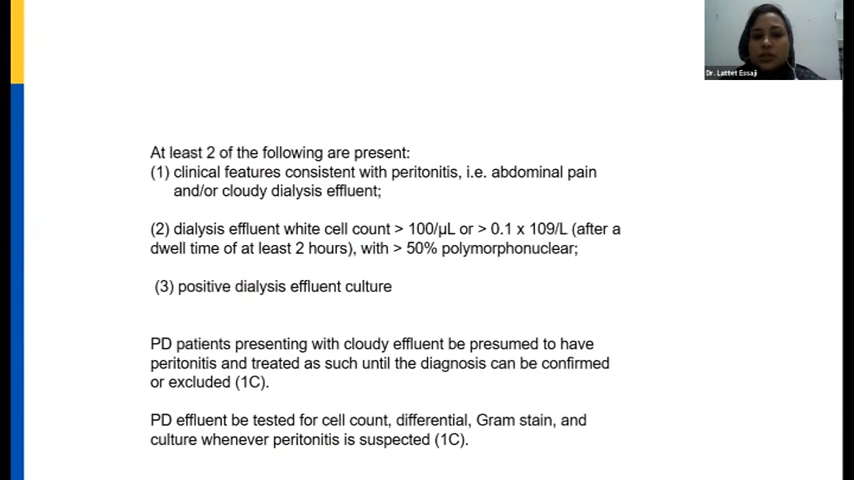 Dr. Lattet Essaji
At least 2 of the following are present:
(1) clinical features consistent with peritonitis, i.e. abdominal pain
and/or cloudy dialysis effluent;
(2) dialysis effluent white cell count > 100/μL or > 0.1 x 109/L (after a
dwell time of at least 2 hours), with > 50% polymorphonuclear;
(3) positive dialysis effluent culture
PD patients presenting with cloudy effluent be presumed to have
peritonitis and treated as such until the diagnosis can be confirmed
or excluded (1C).
PD effluent be tested for cell count, differential, Gram stain, and
culture whenever peritonitis is suspected (1C).